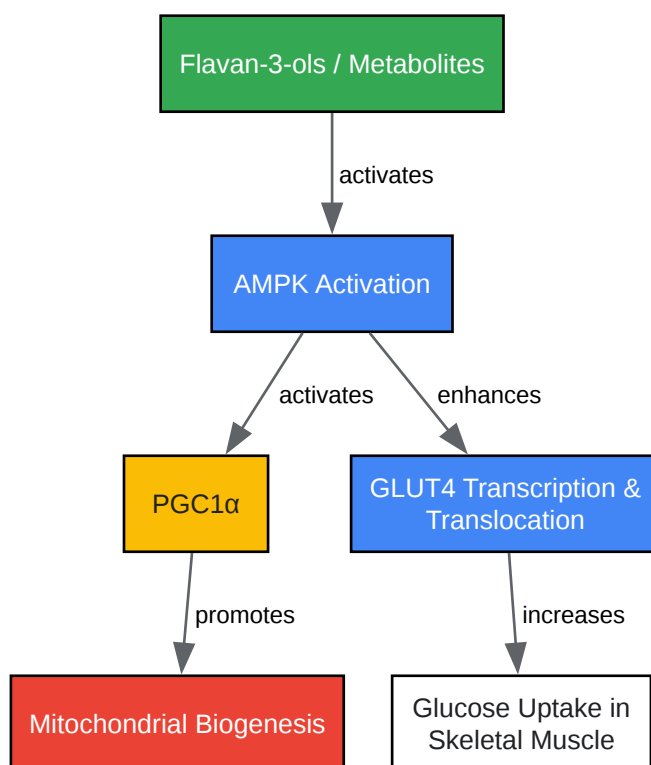 Flavan-3-ols / Metabolites
activates
AMPK Activation
activates
enhances
PGC1α
GLUT4 Transcription &
Translocation
promotes
increases
Mitochondrial Biogenesis
Glucose Uptake in
Skeletal Muscle